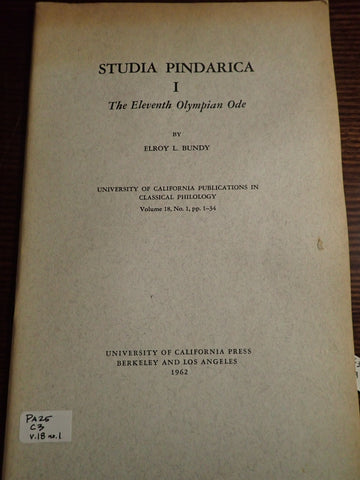 STUDIA PINDARICA
I
The Eleventh Olympian Ode
BY
ELROY L. BUNDY
UNIVERSITY OF CALIFORNIA PUBLICATIONS IN
CLASSICAL PHILOLOGY
Volume 18, No. 1, pp. 1–34
UNIVERSITY OF CALIFORNIA PRESS
BERKELEY AND LOS ANGELES
1962
PA25
C3
v.18 no.1